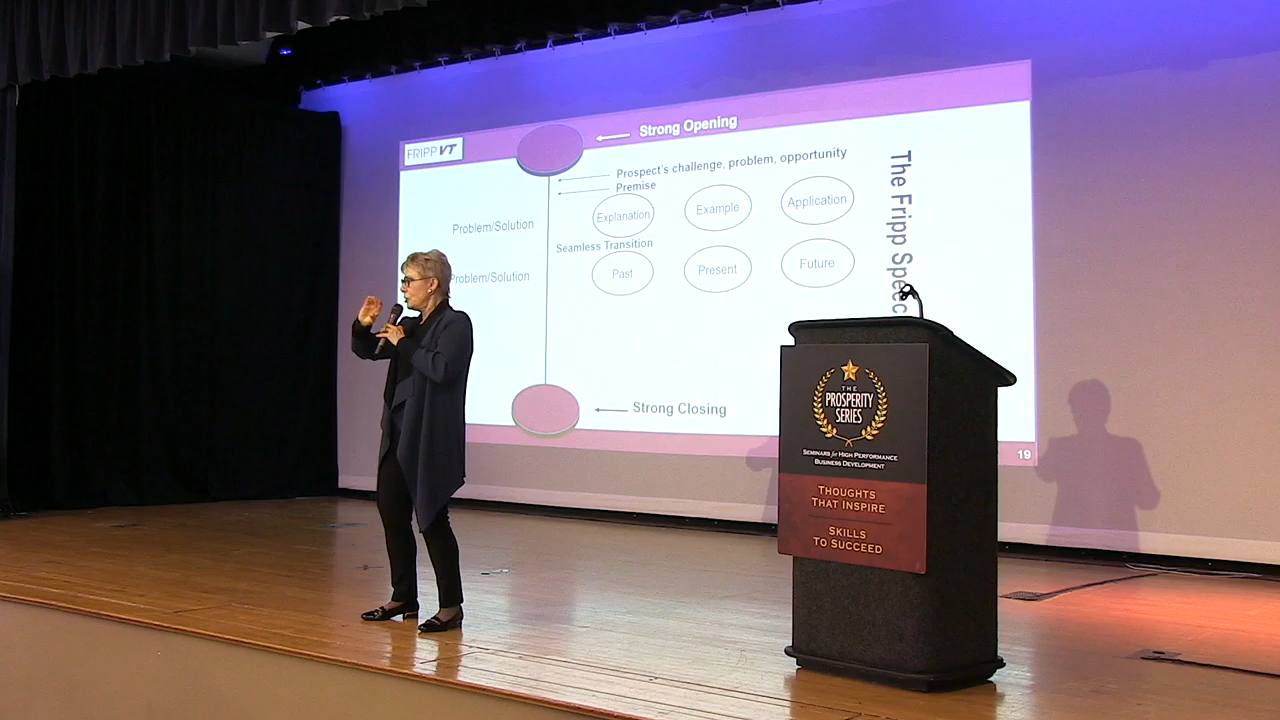 FRIPP VT
Strong Opening
Prospect's challenge, problem, opportunity
Premise
Problem/Solution
Explanation
Example
Application
Seamless Transition
Problem/Solution
Past
Present
Future
Strong Closing
The Fripp Speec
19
THE
PROSPERITY
SERIES
SEMINARS for HIGH PERFORMANCE
BUSINESS DEVELOPMENT
THOUGHTS
THAT INSPIRE
SKILLS
TO SUCCEED